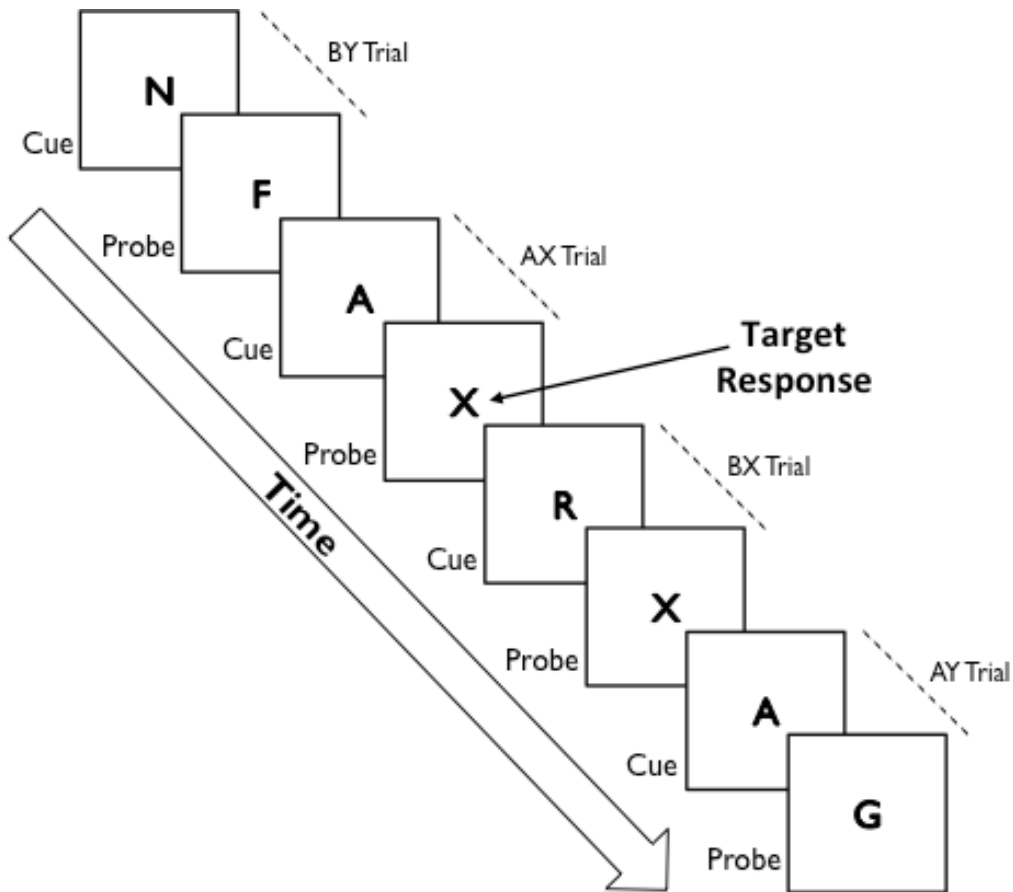 N
BY Trial
Cue
F
Probe
A
AX Trial
Cue
X
Target
Response
Probe
R
BX Trial
Cue
X
Probe
A
AY Trial
Cue
G
Probe
Time